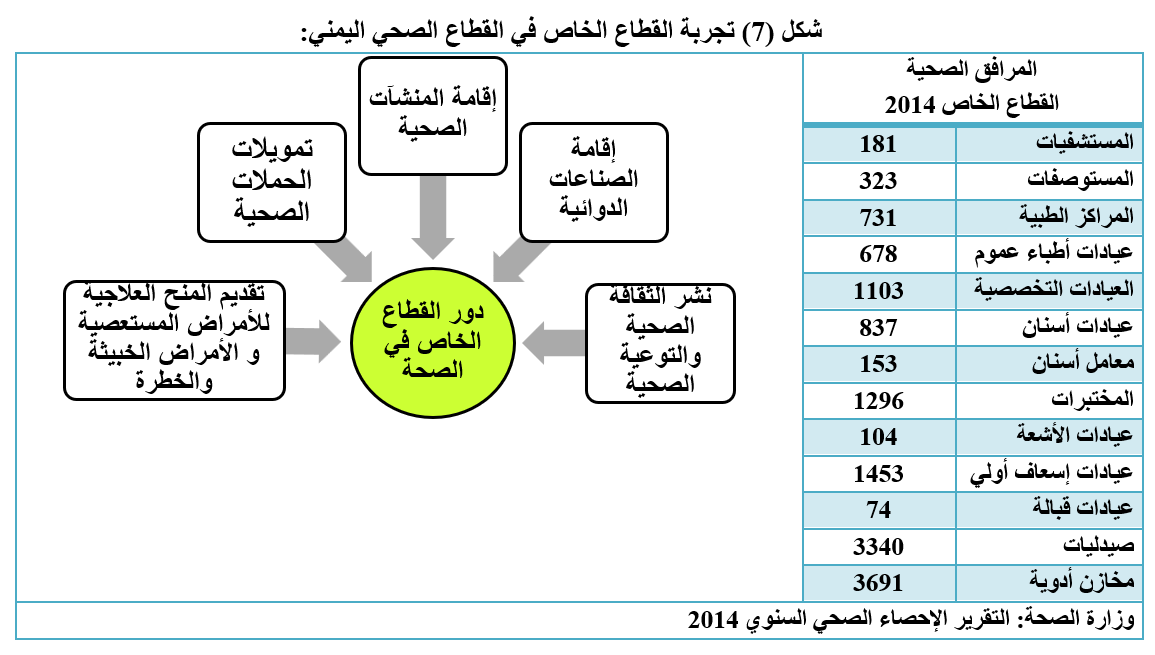 شكل (7) تجربة القطاع الخاص في القطاع الصحي اليمني:
المرافق الصحية
القطاع الخاص 2014
المستشفيات 181
المستوصفات 323
المراكز الطبية 731
عيادات أطباء عموم 678
العيادات التخصصية 1103
عيادات أسنان 837
معامل أسنان 153
المختبرات 1296
عيادات الأشعة 104
عيادات إسعاف أولي 1453
عيادات قبالة 74
صيدليات 3340
مخازن أدوية 3691
نشر الثقافة
الصحية
والتوعية
الصحية
إقامة
الصناعات
الدوائية
إقامة المنشآت
الصحية
تمويلات
الحملات
الصحية
تقديم المنح العلاجية
للأمراض المستعصية
و الأمراض الخبيثة
والخطرة
دور القطاع
الخاص في
الصحة
وزارة الصحة: التقرير الإحصاء الصحي السنوي 2014